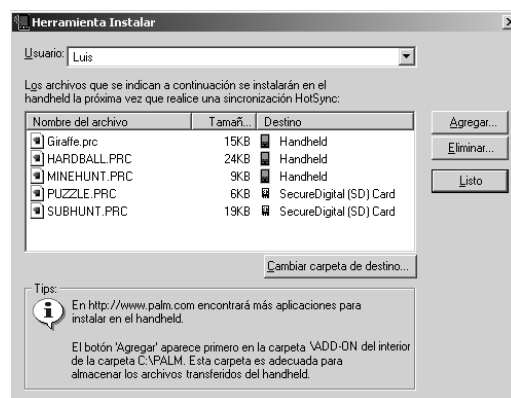 Herramienta Instalar
Usuario: Luis
Los archivos que se indican a continuación se instalarán en el
handheld la próxima vez que realice una sincronización HotSync:
Nombre del archivo Tamañ... Destino
Giraffe.prc 15KB Handheld
HARDBALL.PRC 24KB Handheld
MINEHUNT.PRC 9KB Handheld
PUZZLE.PRC 6KB SecureDigital (SD) Card
SUBHUNT.PRC 19KB SecureDigital (SD) Card
Agregar...
Eliminar...
Listo
Cambiar carpeta de destino...
Tips:
En http://www.palm.com encontrará más aplicaciones para
instalar en el handheld.
El botón 'Agregar' aparece primero en la carpeta \ADD-ON del interior
de la carpeta C:\PALM. Esta carpeta es adecuada para
almacenar los archivos transferidos del handheld.